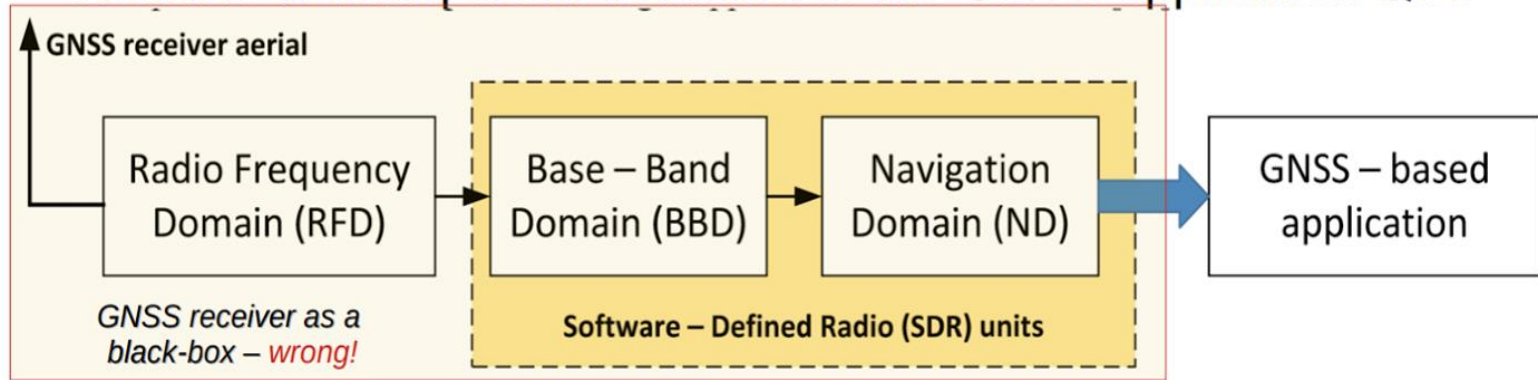 GNSS receiver aerial
Radio Frequency
Domain (RFD)
Base – Band
Domain (BBD)
Navigation
Domain (ND)
GNSS – based
application
GNSS receiver as a
black-box – wrong!
Software – Defined Radio (SDR) units